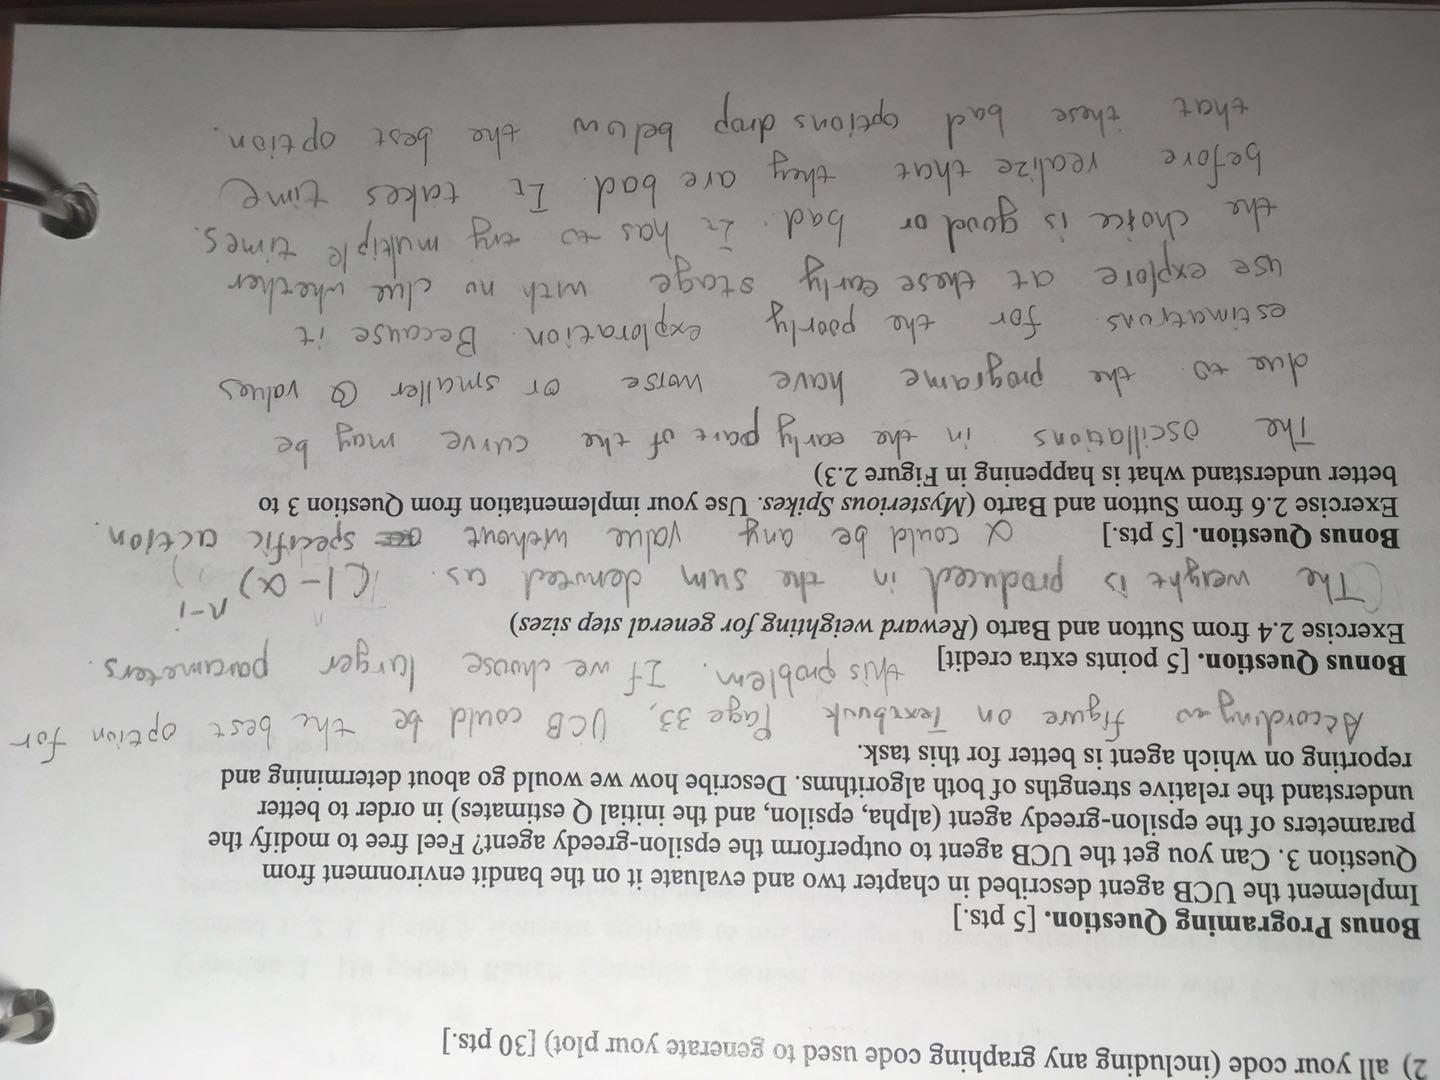 2) all your code (including any graphing code used to generate your plot) [30 pts.]
Bonus Programing Question. [5 pts.]
Implement the UCB agent described in chapter two and evaluate it on the bandit environment from
Question 3. Can you get the UCB agent to outperform the epsilon-greedy agent? Feel free to modify the
parameters of the epsilon-greedy agent (alpha, epsilon, and the initial Q estimates) in order to better
understand the relative strengths of both algorithms. Describe how we would go about determining and
reporting on which agent is better for this task.
According to figure on Textbook Page 33, UCB could be the best option for
this problem. If we choose larger parameters.
Bonus Question. [5 points extra credit]
Exercise 2.4 from Sutton and Barto (Reward weighting for general step sizes)
(The weight is produced in the sum denoted as (1-α)^n-i)
α could be any value without specific action.
Bonus Question. [5 pts.]
Exercise 2.6 from Sutton and Barto (Mysterious Spikes. Use your implementation from Question 3 to
better understand what is happening in Figure 2.3)
The oscillations in the early part of the curve may be
due to the programe have worse or smaller Q values
estimations for the poorly exploration. Because it
use explore at these early stage with no clue whether
the choice is good or bad. It has to try multiple times.
before realize that they are bad. It takes time
that these bad options drop below the best option.